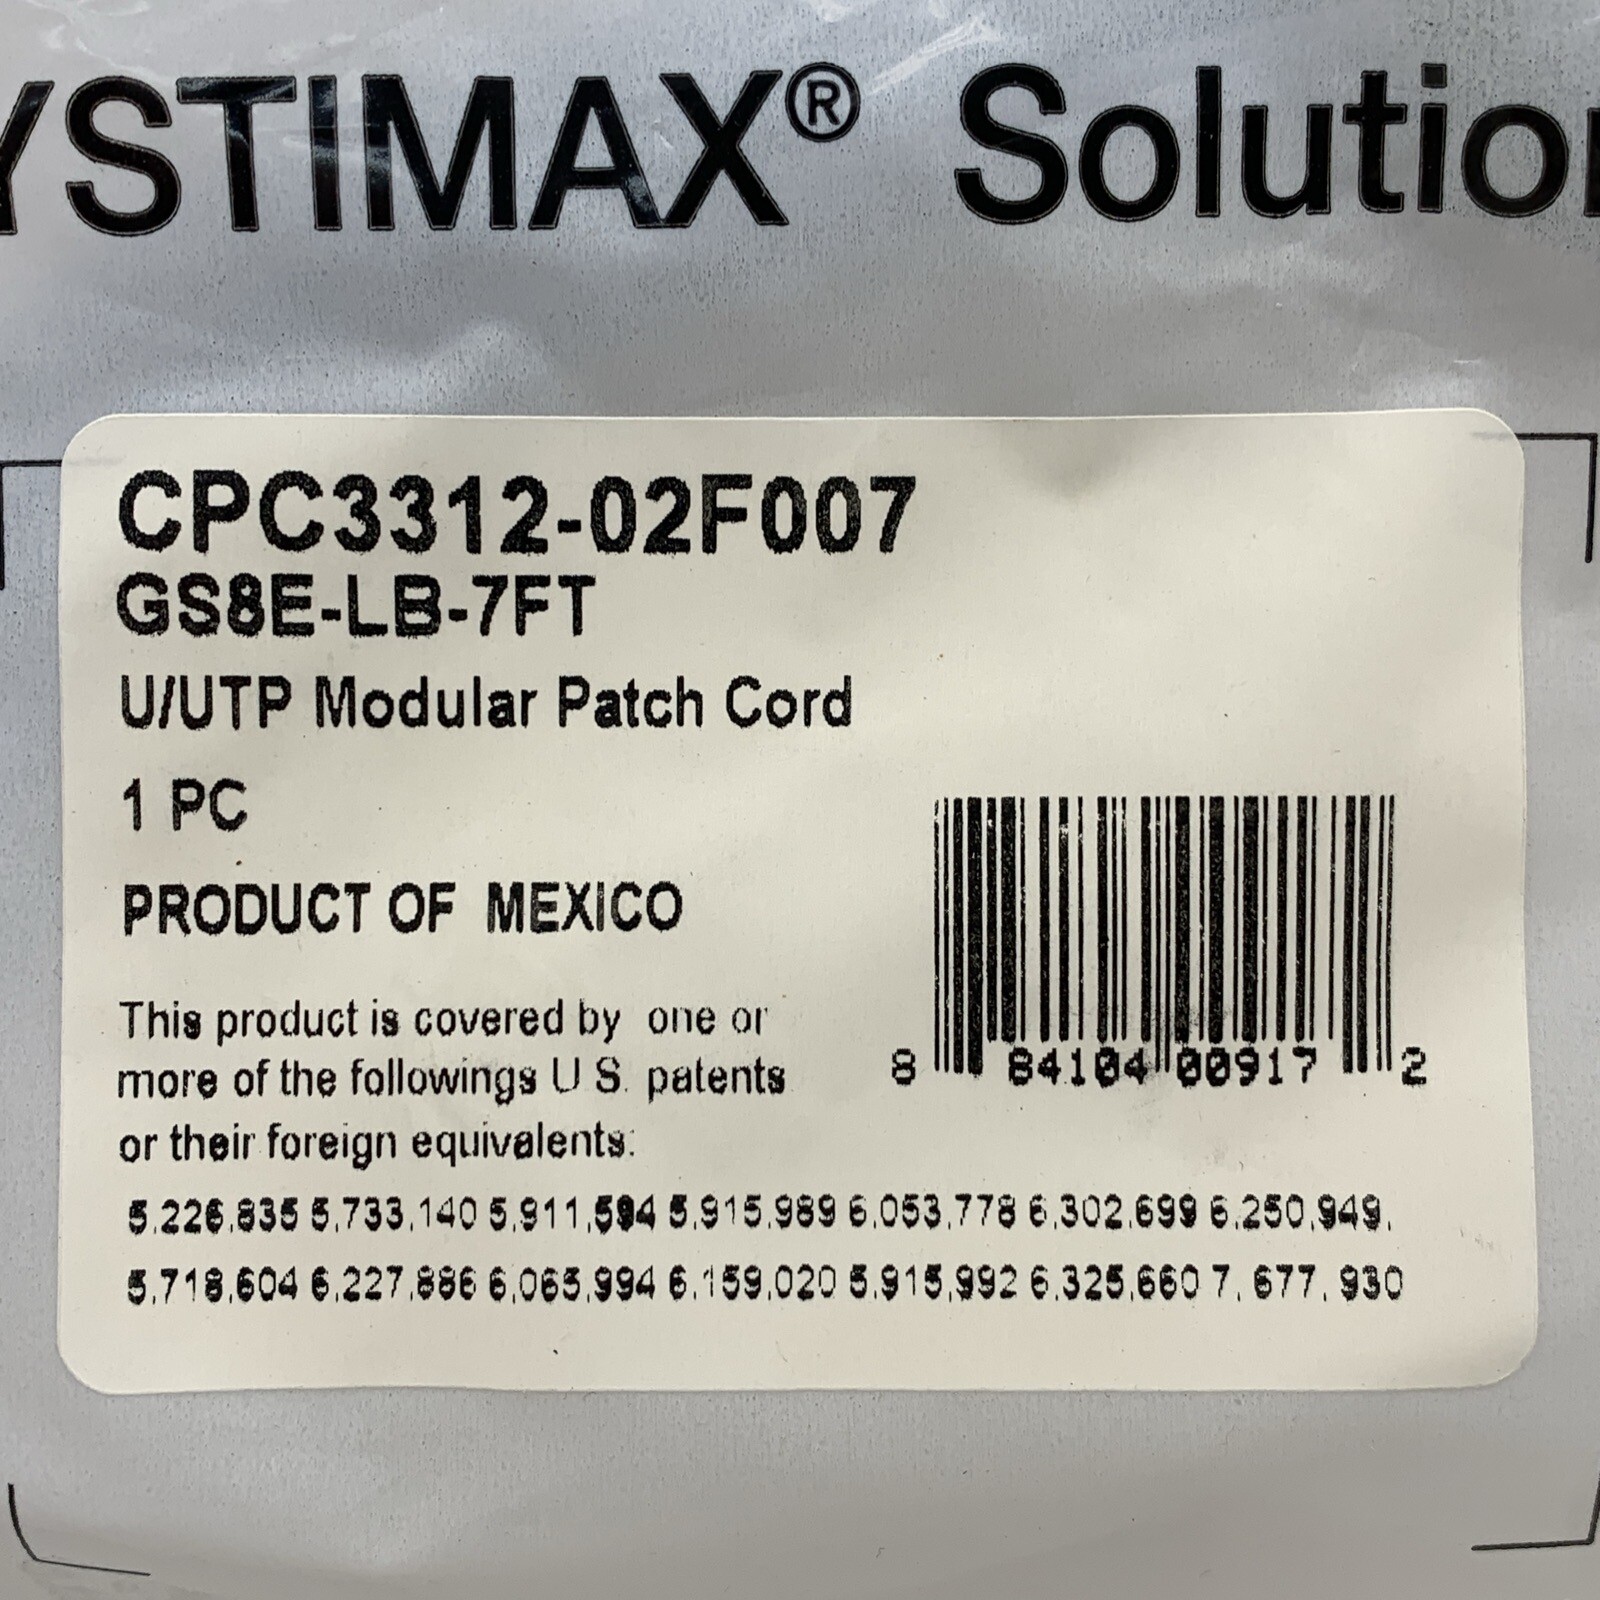 YSTIMAX® Solution
CPC3312-02F007
GS8E-LB-7FT
U/UTP Modular Patch Cord
1 PC
PRODUCT OF MEXICO
This product is covered by one or
more of the followings U S. patents
or their foreign equivalents:
8 84104 00917 2
5,226,835 5,733,140 5,911,594 5,915,989 6,053,778 6,302,699 6,250,949,
5,718,604 6,227,886 6,065,994 6,159,020 5,915,992 6,325,660 7, 677, 930